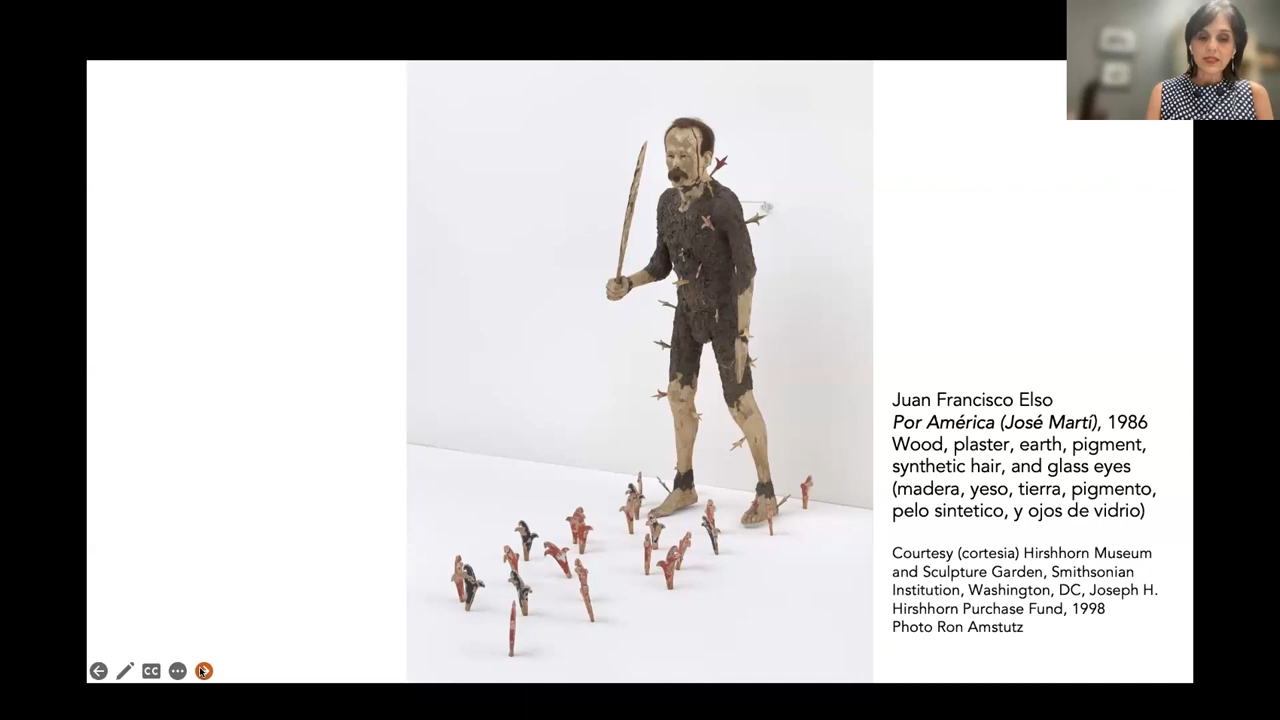 Juan Francisco Elso
Por América (José Martí), 1986
Wood, plaster, earth, pigment,
synthetic hair, and glass eyes
(madera, yeso, tierra, pigmento,
pelo sintetico, y ojos de vidrio)
Courtesy (cortesia) Hirshhorn Museum
and Sculpture Garden, Smithsonian
Institution, Washington, DC, Joseph H.
Hirshhorn Purchase Fund, 1998
Photo Ron Amstutz
CC